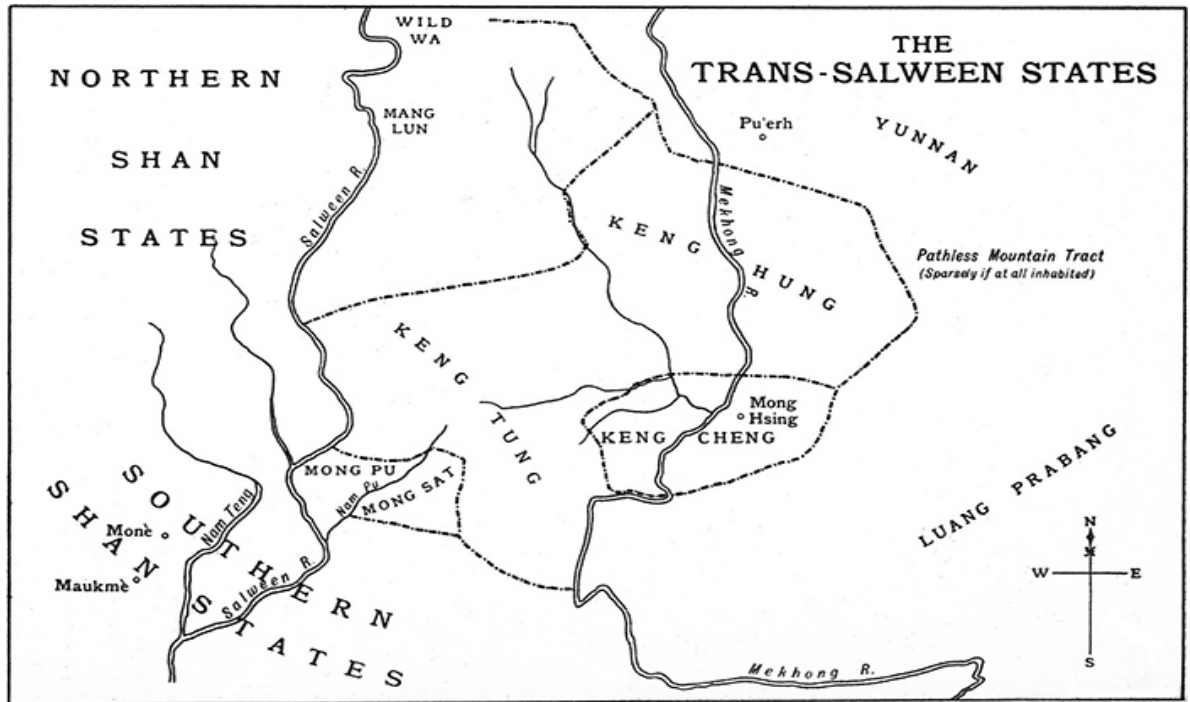 THE
TRANS-SALWEEN STATES
WILD
WA
NORTHERN
SHAN
STATES
MANG
LUN
Salween R.
Pu'erh
YUNNAN
Mekhong R.
KENG HUNG
Pathless Mountain Tract
(Sparsely if at all inhabited)
KENG TUNG
Mong
Hsing
KENG CHENG
MONG PU
Nam Pu
MONG SAT
LUANG PRABANG
SOUTHERN
SHAN STATES
Nam Teng
Monè
Maukmè
Salween R.
Mekhong R.
N
W
E
S